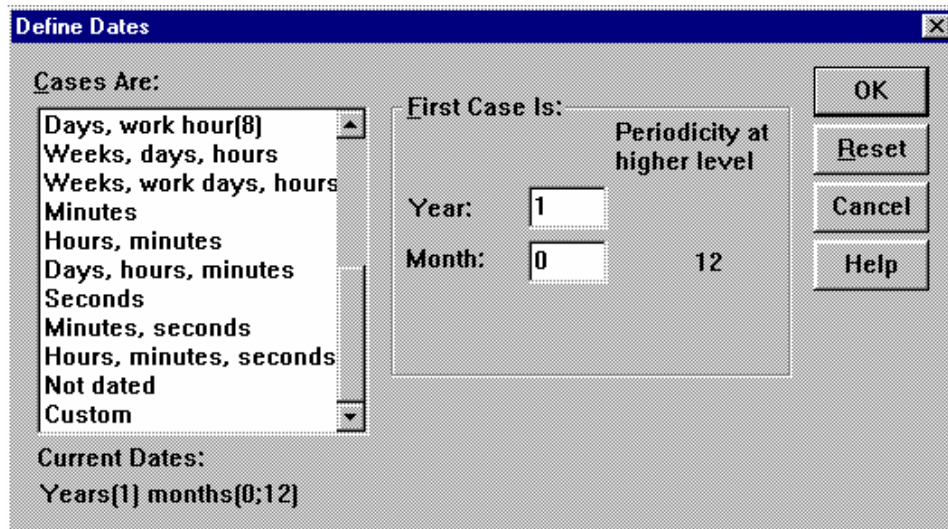 Define Dates
Cases Are:
Days, work hour(8)
Weeks, days, hours
Weeks, work days, hours
Minutes
Hours, minutes
Days, hours, minutes
Seconds
Minutes, seconds
Hours, minutes, seconds
Not dated
Custom
Current Dates:
Years(1) months(0;12)
First Case Is:
Periodicity at
higher level
Year: 1
Month: 0 12
OK
Reset
Cancel
Help